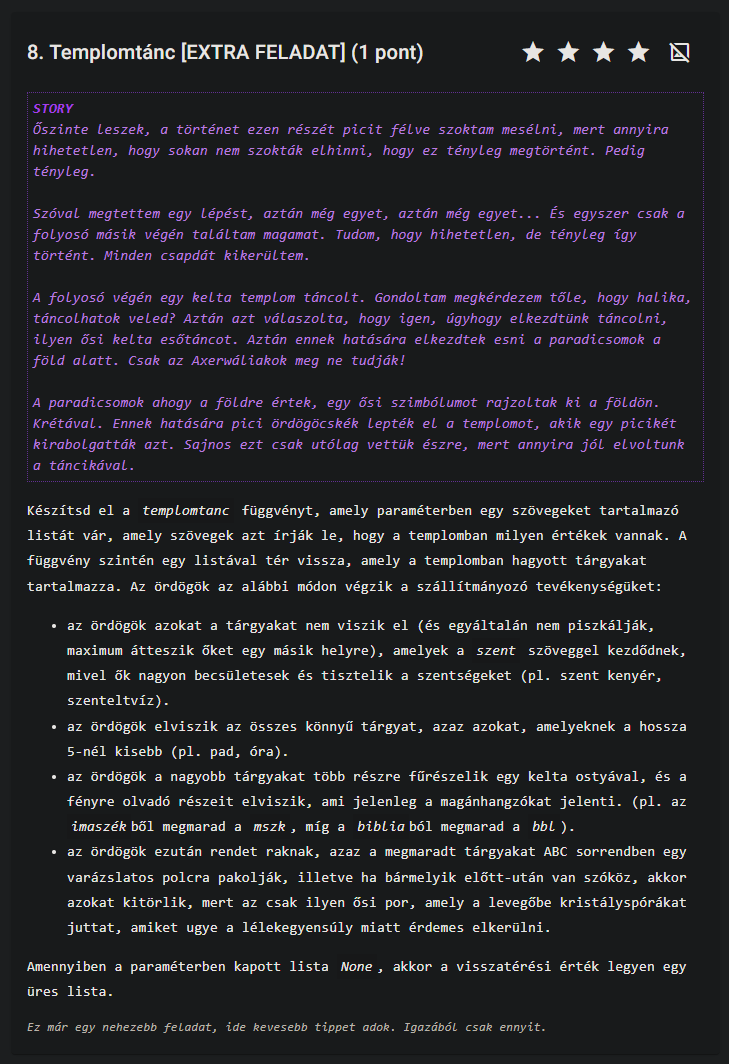 8. Templomtánc [EXTRA FELADAT] (1 pont)
STORY
Őszinte leszek, a történet ezen részét picit félve szoktam mesélni, mert annyira
hihetetlen, hogy sokan nem szokták elhinni, hogy ez tényleg megtörtént. Pedig
tényleg.
Szóval megtettem egy lépést, aztán még egyet, aztán még egyet... És egyszer csak a
folyosó másik végén találtam magamat. Tudom, hogy hihetetlen, de tényleg így
történt. Minden csapdát kikerültem.
A folyosó végén egy kelta templom táncolt. Gondoltam megkérdezem tőle, hogy halika,
táncolhatok veled? Aztán azt válaszolta, hogy igen, úgyhogy elkezdtünk táncolni,
ilyen ősi kelta esőtáncot. Aztán ennek hatására elkezdtek esni a paradicsomok a
föld alatt. Csak az Axerwáliakok meg ne tudják!
A paradicsomok ahogy a földre értek, egy ősi szimbólumot rajzoltak ki a földön.
Krétával. Ennek hatására pici ördögöcskék lepték el a templomot, akik egy picikét
kirabolgatták azt. Sajnos ezt csak utólag vettük észre, mert annyira jól elvoltunk
a táncikával.
Készítsd el a templomtanc függvényt, amely paraméterben egy szövegeket tartalmazó
listát vár, amely szövegek azt írják le, hogy a templomban milyen értékek vannak. A
függvény szintén egy listával tér vissza, amely a templomban hagyott tárgyakat
tartalmazza. Az ördögök az alábbi módon végzik a szállítmányozó tevékenységüket:
• az ördögök azokat a tárgyakat nem viszik el (és egyáltalán nem piszkálják,
maximum átteszik őket egy másik helyre), amelyek a szent szöveggel kezdődnek,
mivel ők nagyon becsületesek és tisztelik a szentségeket (pl. szent kenyér,
szenteltvíz).
• az ördögök elviszik az összes könnyű tárgyat, azaz azokat, amelyeknek a hossza
5-nél kisebb (pl. pad, óra).
• az ördögök a nagyobb tárgyakat több részre fűrészelik egy kelta ostyával, és a
fényre olvadó részeit elviszik, ami jelenleg a magánhangzókat jelenti. (pl. az
imaszékből megmarad a mszk, míg a bibliaból megmarad a bbl).
• az ördögök ezután rendet raknak, azaz a megmaradt tárgyakat ABC sorrendben egy
varázslatos polcra pakolják, illetve ha bármelyik előtt-után van szóköz, akkor
azokat kitörlik, mert az csak ilyen ősi por, amely a levegőbe kristályspórákat
juttat, amiket ugye a lélekegyensúly miatt érdemes elkerülni.
Amennyiben a paraméterben kapott lista None, akkor a visszatérési érték legyen egy
üres lista.
Ez már egy nehezebb feladat, ide kevesebb tippet adok. Igazából csak ennyit.